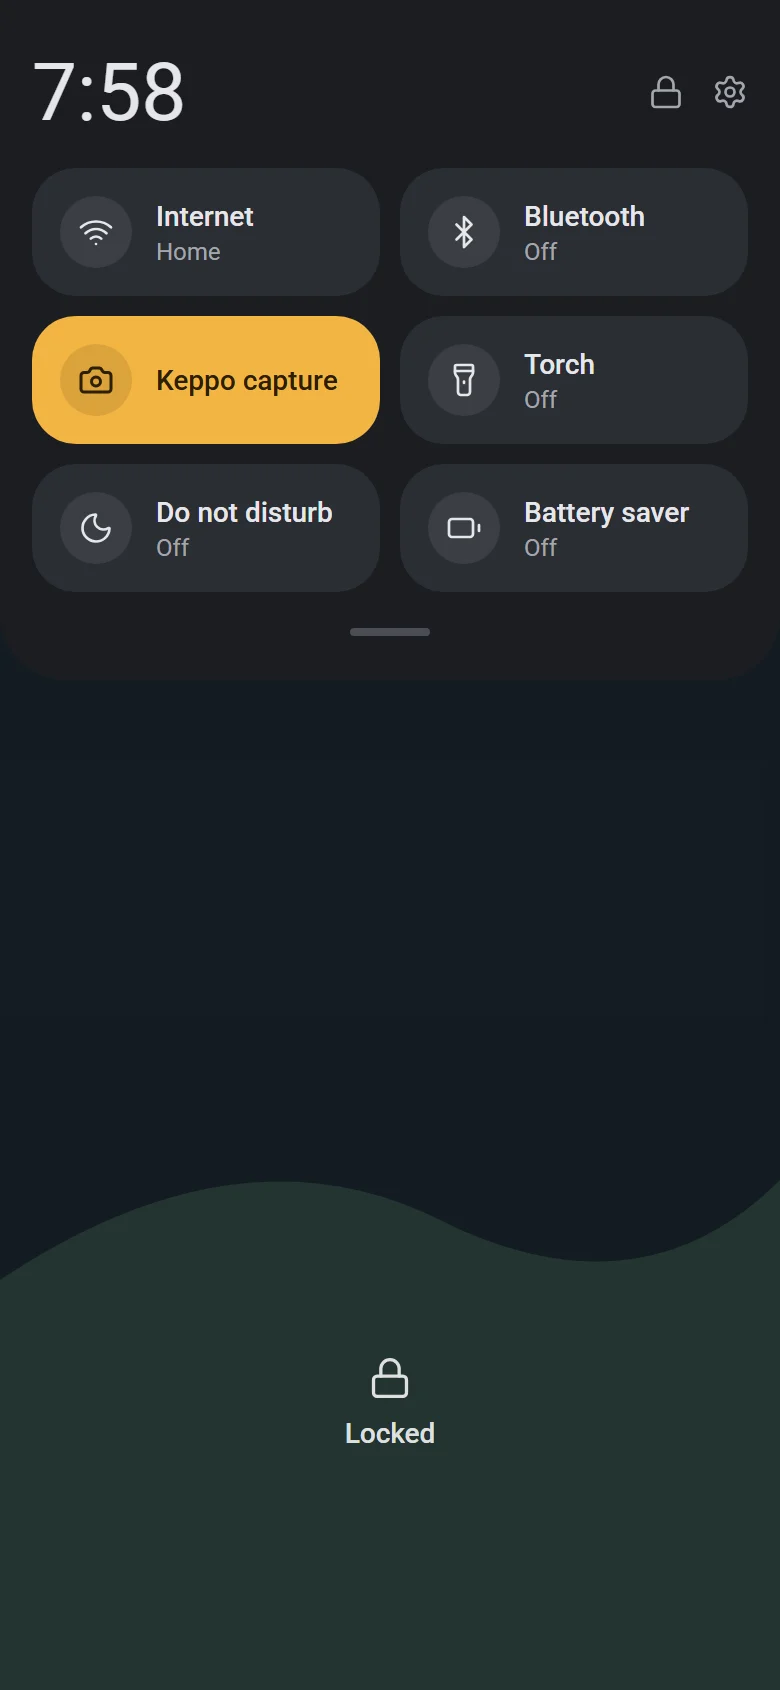 7:58
Internet
Home
Bluetooth
Off
Keppo capture
Torch
Off
Do not disturb
Off
Battery saver
Off
Locked